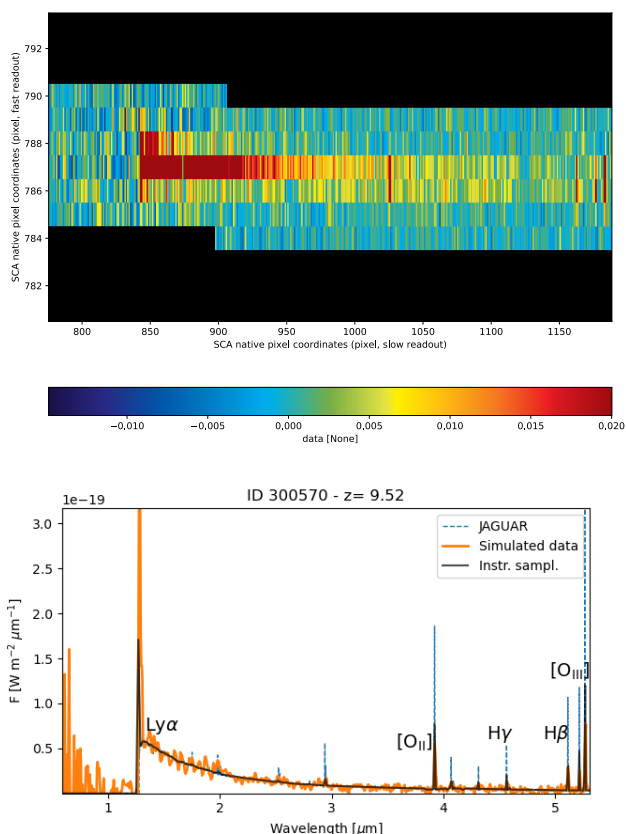 792
790
788
786
784
782
SCA native pixel coordinates (pixel, fast readout)
800 850 900 950 1000 1050 1100 1150
SCA native pixel coordinates (pixel, slow readout)
−0.010 −0.005 0.000 0.005 0.010 0.015 0.020
data [None]
ID 300570 - z= 9.52
1e−19
3.0
2.5
2.0
1.5
1.0
0.5
F [W m⁻² μm⁻¹]
JAGUAR
Simulated data
Instr. sampl.
Lyα
[O_II]
Hγ
Hβ
[O_III]
1 2 3 4 5
Wavelength [μm]